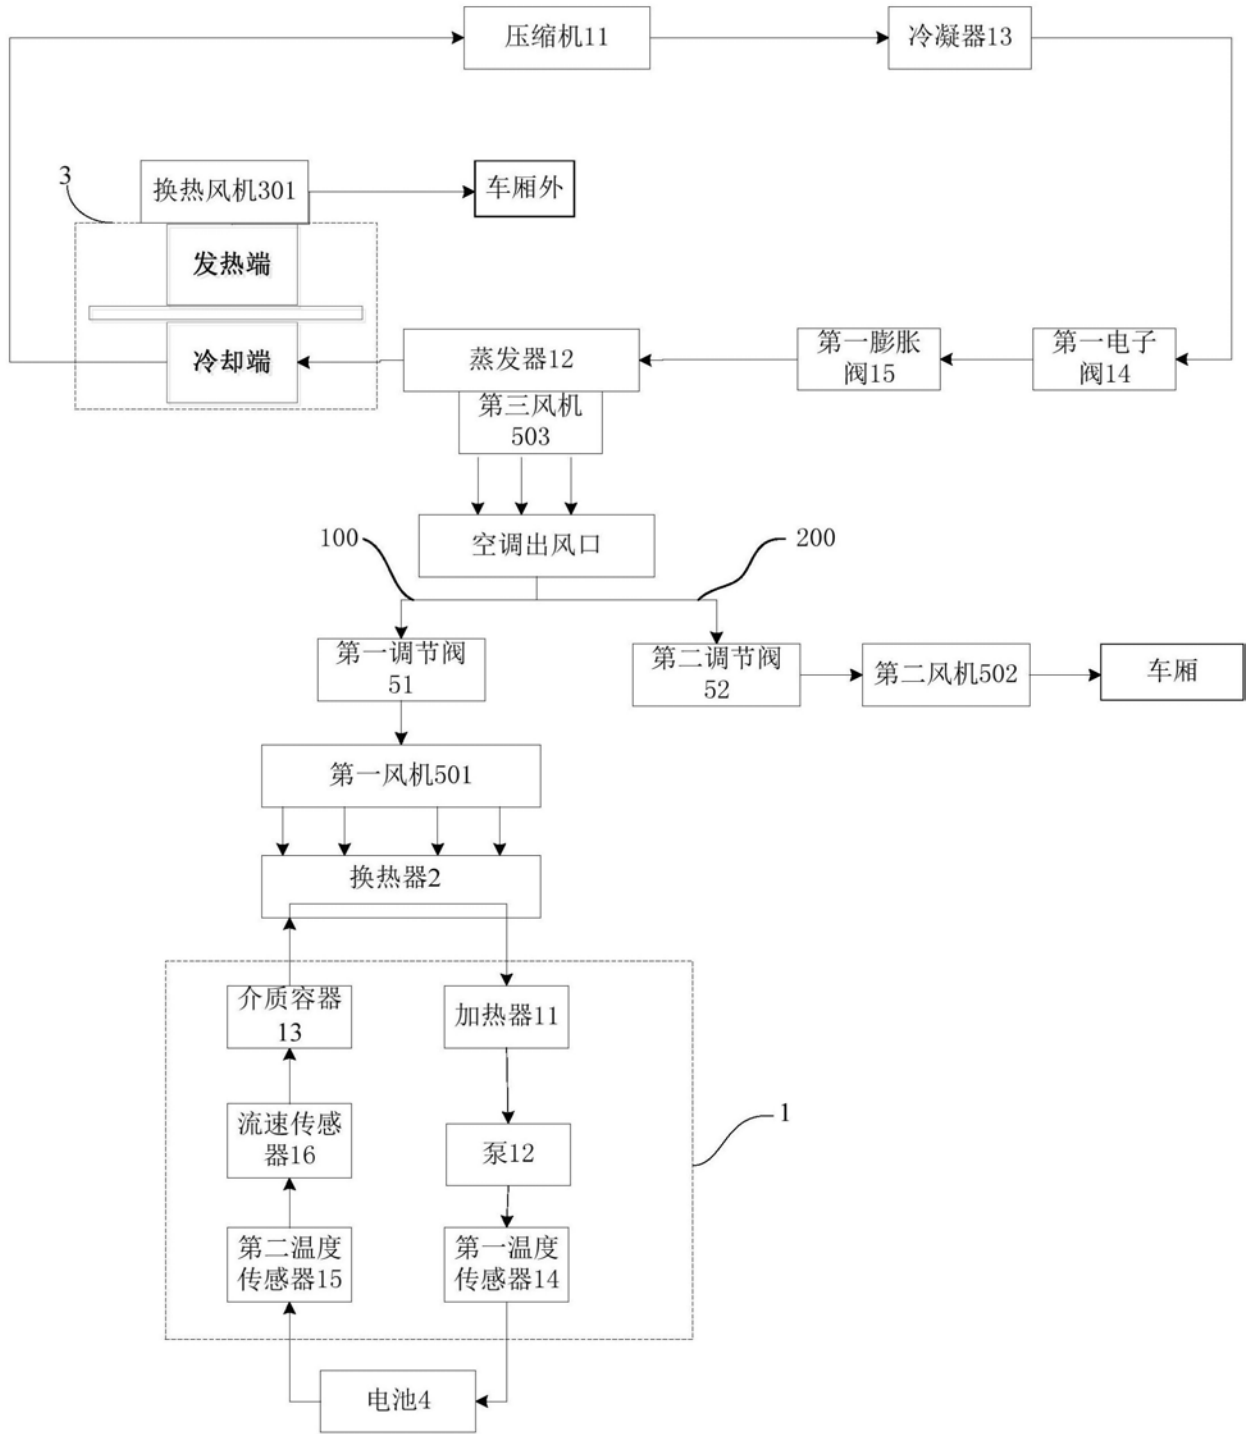 压缩机11
冷凝器13
3
换热风机301
车厢外
发热端
冷却端
蒸发器12
第一膨胀
阀15
第一电子
阀14
第三风机
503
100
空调出风口
200
第一调节阀
51
第二调节阀
52
第二风机502
车厢
第一风机501
换热器2
介质容器
13
加热器11
流速传感
器16
泵12
1
第二温度
传感器15
第一温度
传感器14
电池4